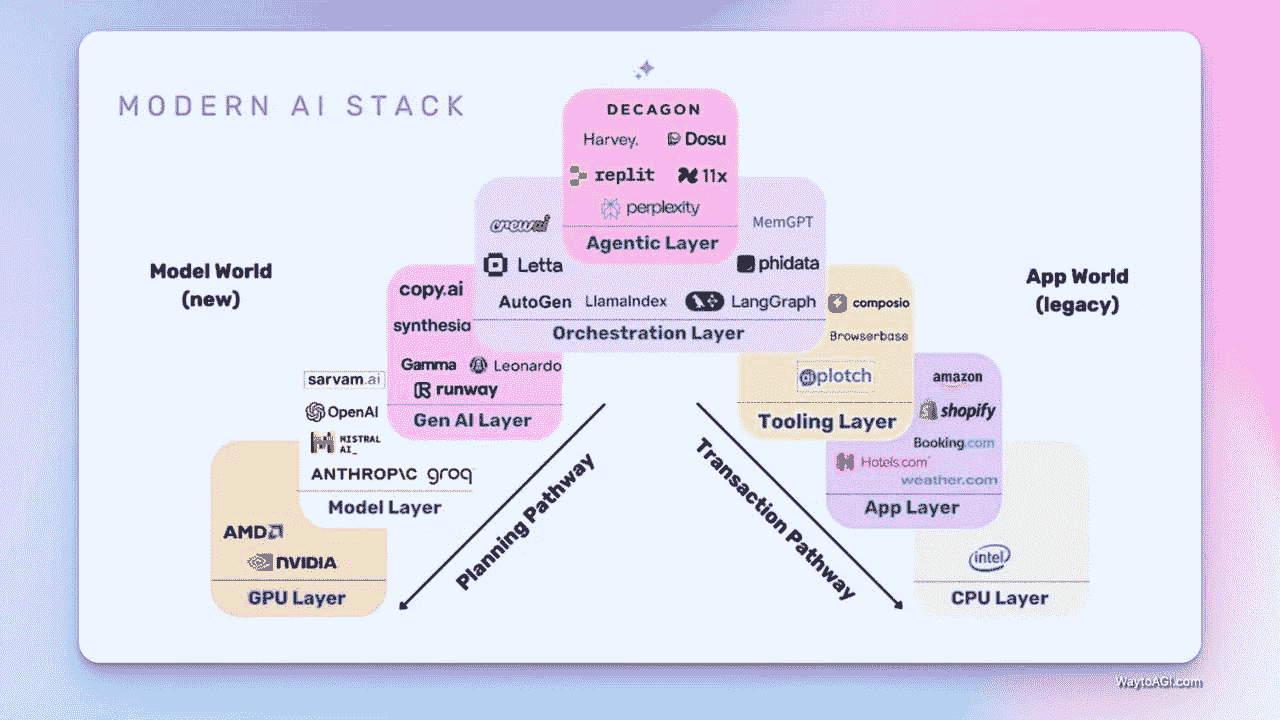 MODERN AI STACK
DECAGON
Harvey.
Dosu
replit
11x
perplexity
Agentic Layer
crewai
MemGPT
Letta
phidata
AutoGen
LlamaIndex
LangGraph
Orchestration Layer
Model World
(new)
App World
(legacy)
copy.ai
synthesia
Gamma
Leonardo
runway
Gen AI Layer
composio
Browserbase
plotch
Tooling Layer
sarvam.ai
OpenAI
MISTRAL
AI_
ANTHROP\C
groq
Model Layer
amazon
shopify
Booking.com
Hotels.com
weather.com
App Layer
AMD
NVIDIA
GPU Layer
intel
CPU Layer
Planning Pathway
Transaction Pathway
WaytoAGI.com